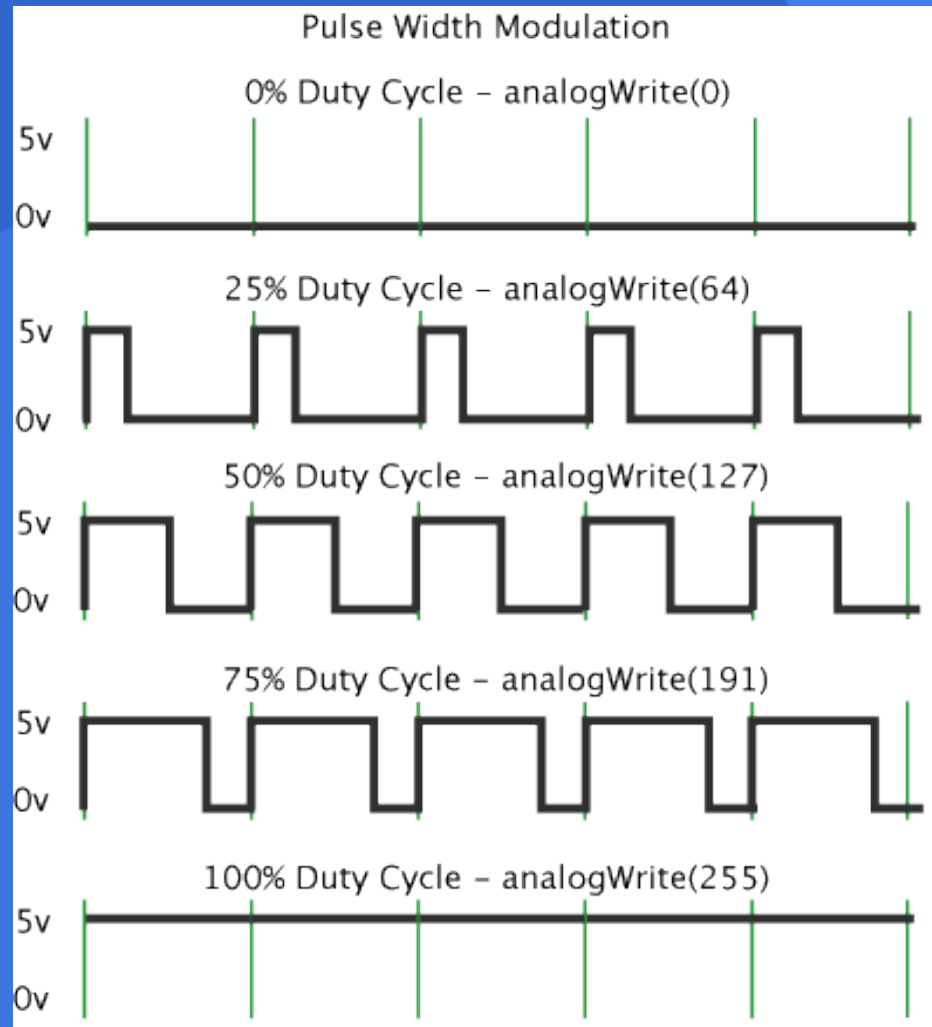 Pulse Width Modulation
0% Duty Cycle – analogWrite(0)
5v
0v
25% Duty Cycle – analogWrite(64)
5v
0v
50% Duty Cycle – analogWrite(127)
5v
0v
75% Duty Cycle – analogWrite(191)
5v
0v
100% Duty Cycle – analogWrite(255)
5v
0v